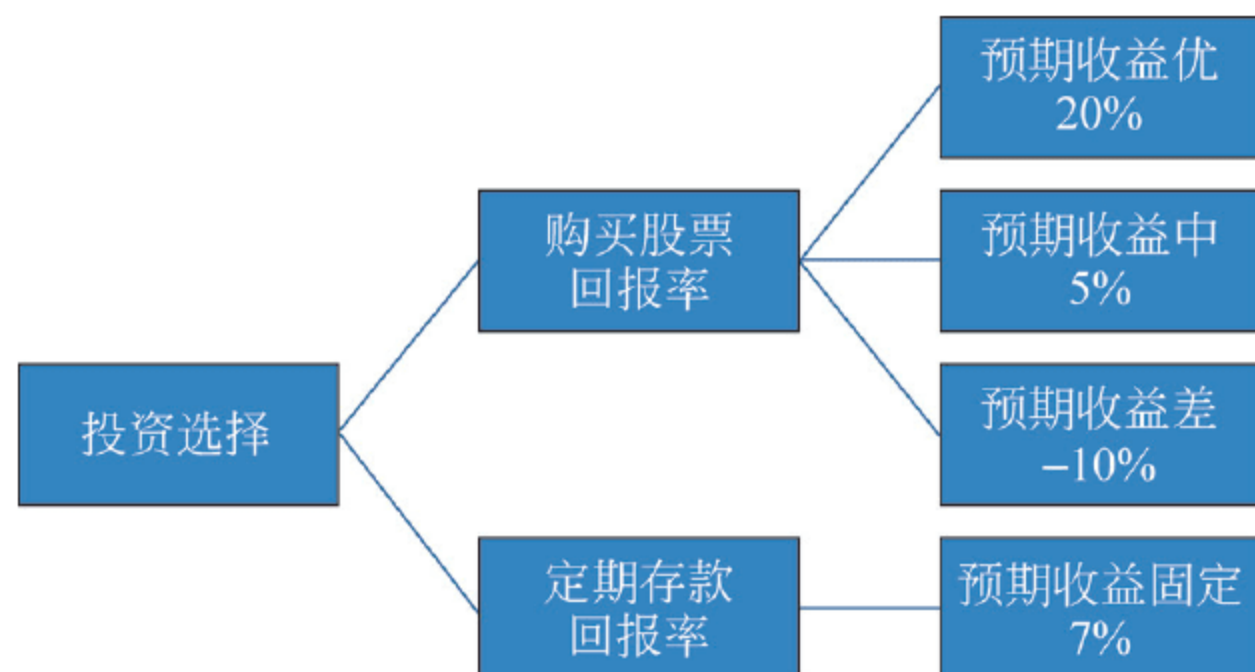 预期收益优
20%
购买股票
回报率
预期收益中
5%
投资选择
预期收益差
–10%
定期存款
回报率
预期收益固定
7%